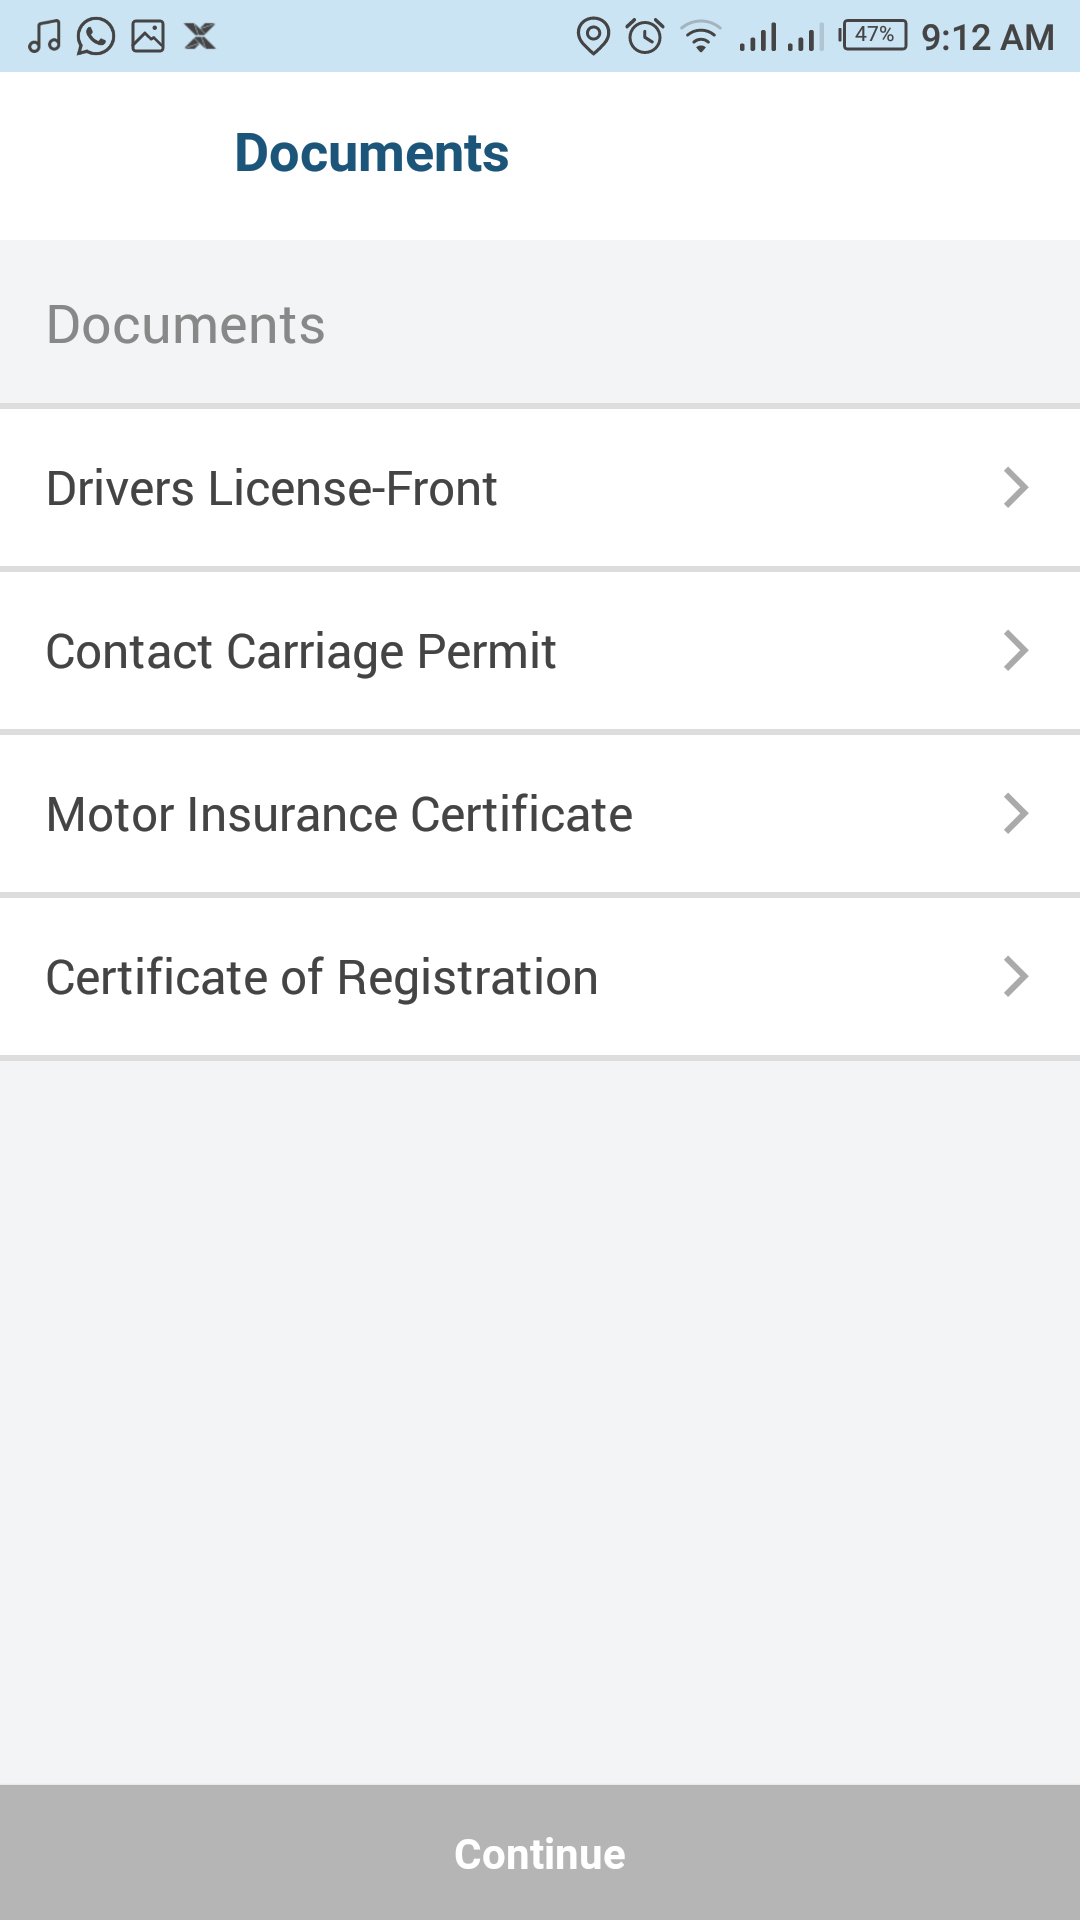 47% 9:12 AM
Documents
Documents
Drivers License-Front
Contact Carriage Permit
Motor Insurance Certificate
Certificate of Registration
Continue